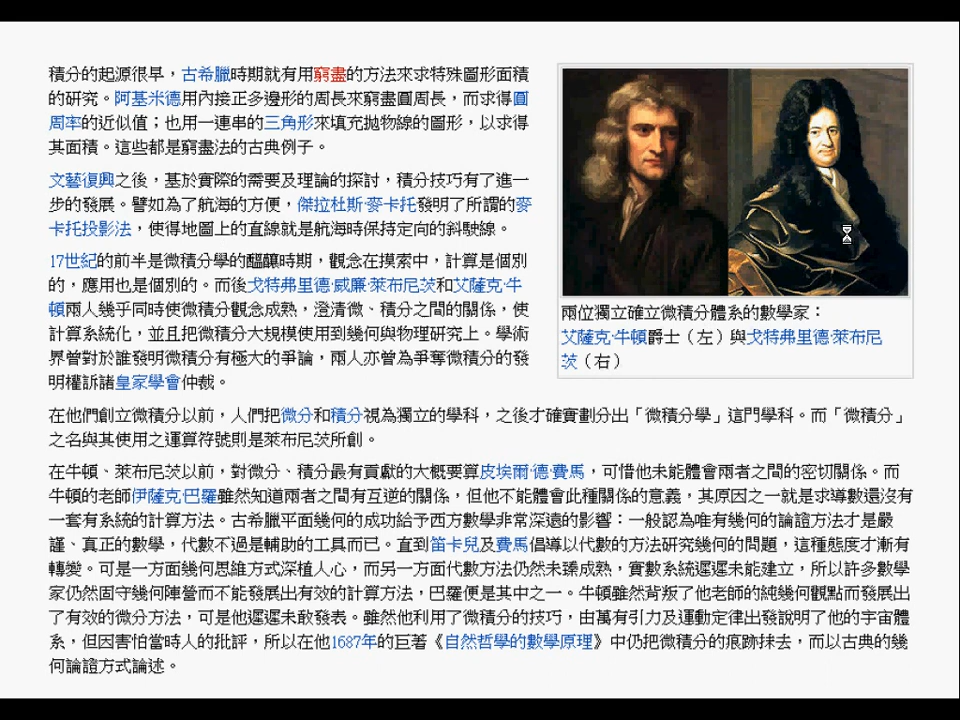 積分的起源很早，古希臘時期就有用窮盡的方法來求特殊圖形面積
的研究。阿基米德用內接正多邊形的周長來窮盡圓周長，而求得圓
周率的近似值；也用一連串的三角形來填充拋物線的圖形，以求得
其面積。這些都是窮盡法的古典例子。
文藝復興之後，基於實際的需要及理論的探討，積分技巧有了進一
步的發展。譬如為了航海的方便，傑拉杜斯·麥卡托發明了所謂的麥
卡托投影法，使得地圖上的直線就是航海時保持定向的斜駛線。
17世紀的前半是微積分學的醞釀時期，觀念在摸索中，計算是個別
的，應用也是個別的。而後戈特弗里德·威廉·萊布尼茨和艾薩克·牛
頓兩人幾乎同時使微積分觀念成熟，澄清微、積分之間的關係，使
計算系統化，並且把微積分大規模使用到幾何與物理研究上。學術
界曾對於誰發明微積分有極大的爭論，兩人亦曾為爭奪微積分的發
明權訴諸皇家學會仲裁。
兩位獨立確立微積分體系的數學家：
艾薩克·牛頓爵士（左）與戈特弗里德·萊布尼
茨（右）
在他們創立微積分以前，人們把微分和積分視為獨立的學科，之後才確實劃分出「微積分學」這門學科。而「微積分」
之名與其使用之運算符號則是萊布尼茨所創。
在牛頓、萊布尼茨以前，對微分、積分最有貢獻的大概要算皮埃爾·德·費馬，可惜他未能體會兩者之間的密切關係。而
牛頓的老師伊薩克·巴羅雖然知道兩者之間有互逆的關係，但他不能體會此種關係的意義，其原因之一就是求導數還沒有
一套有系統的計算方法。古希臘平面幾何的成功給予西方數學非常深遠的影響：一般認為唯有幾何的論證方法才是嚴
謹、真正的數學，代數不過是輔助的工具而已。直到笛卡兒及費馬倡導以代數的方法研究幾何的問題，這種態度才漸有
轉變。可是一方面幾何思維方式深植人心，而另一方面代數方法仍然未臻成熟，實數系統遲遲未能建立，所以許多數學
家仍然固守幾何陣營而不能發展出有效的計算方法，巴羅便是其中之一。牛頓雖然背叛了他老師的純幾何觀點而發展出
了有效的微分方法，可是他遲遲未敢發表。雖然他利用了微積分的技巧，由萬有引力及運動定律出發說明了他的宇宙體
系，但因害怕當時人的批評，所以在他1687年的巨著《自然哲學的數學原理》中仍把微積分的痕跡抹去，而以古典的幾
何論證方式論述。